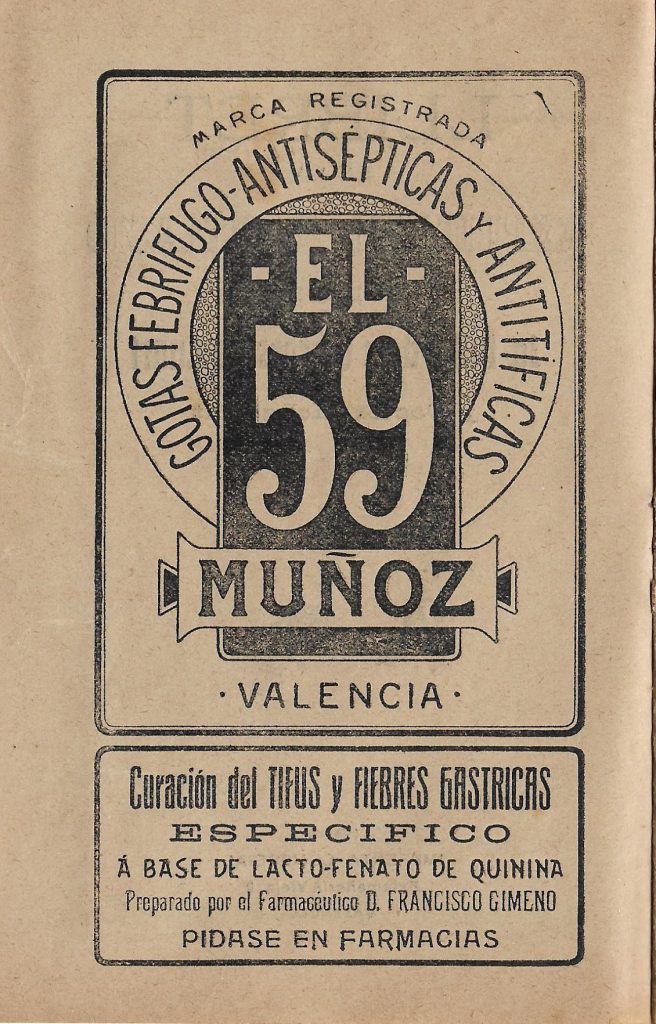 MARCA REGISTRADA
GOTAS FEBRÍFUGO-ANTISÉPTICAS Y ANTITÍFICAS
- EL -
59
MUÑOZ
· VALENCIA ·
Curación del TIFUS y FIEBRES GASTRICAS
ESPECIFICO
Á BASE DE LACTO-FENATO DE QUININA
Preparado por el Farmacéutico D. FRANCISCO GIMENO
PIDASE EN FARMACIAS